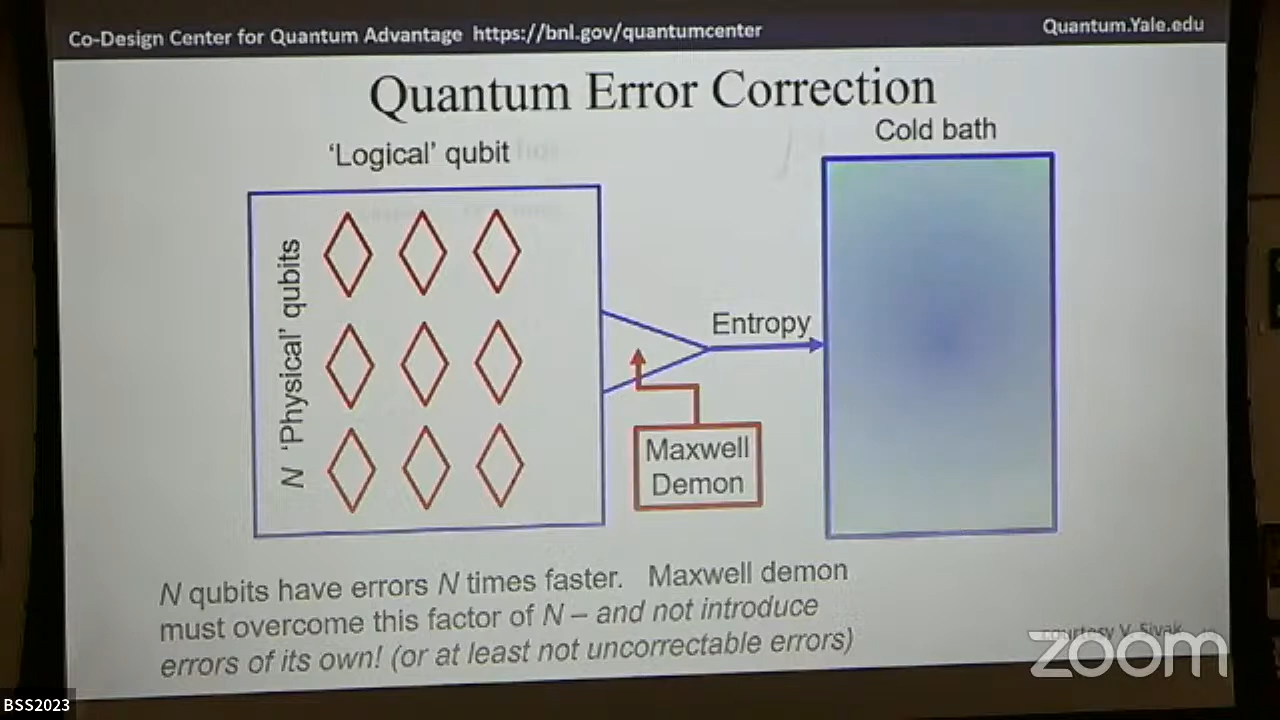 Co-Design Center for Quantum Advantage https://bnl.gov/quantumcenter
Quantum.Yale.edu
Quantum Error Correction
'Logical' qubit
Cold bath
N 'Physical' qubits
Entropy
Maxwell
Demon
N qubits have errors N times faster. Maxwell demon
must overcome this factor of N – and not introduce
errors of its own! (or at least not uncorrectable errors)
courtesy V. Sivak
zoom
BSS2023